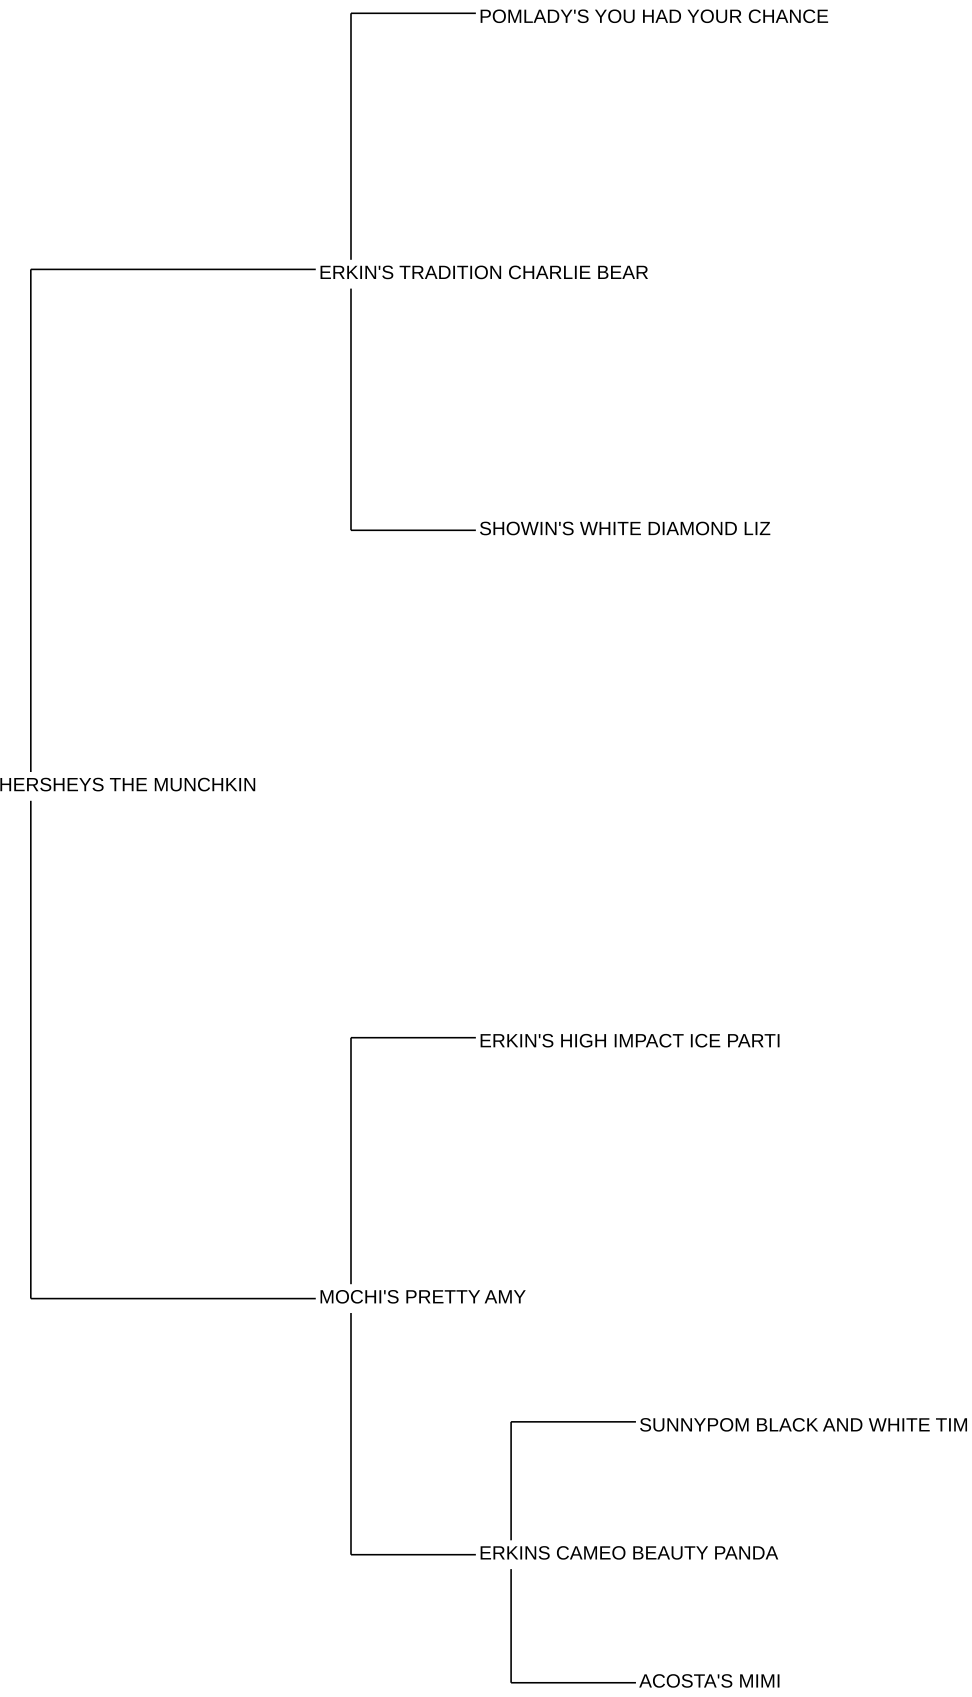 POMLADY'S YOU HAD YOUR CHANCE
ERKIN'S TRADITION CHARLIE BEAR
SHOWIN'S WHITE DIAMOND LIZ
HERSHEYS THE MUNCHKIN
ERKIN'S HIGH IMPACT ICE PARTI
MOCHI'S PRETTY AMY
SUNNYPOM BLACK AND WHITE TIM
ERKINS CAMEO BEAUTY PANDA
ACOSTA'S MIMI